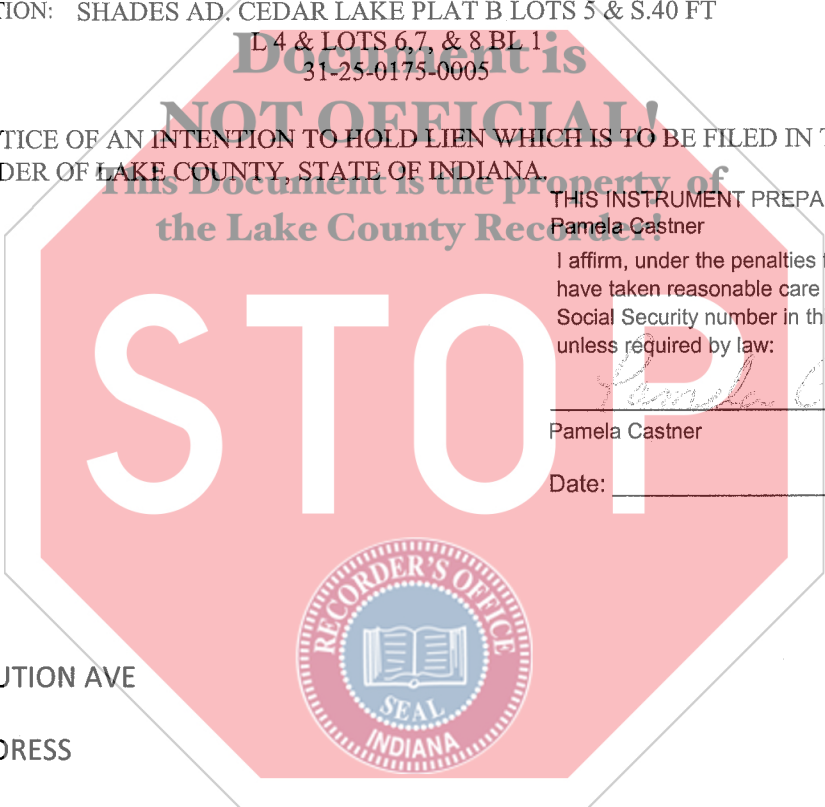 TION: SHADES AD. CEDAR LAKE PLAT B LOTS 5 & S.40 FT
L 4 & LOTS 6,7, & 8 BL 1
31-25-0175-0005
Document is
NOT OFFICIAL!
This Document is the property of
the Lake County Recorder!
TICE OF AN INTENTION TO HOLD LIEN WHICH IS TO BE FILED IN T
DER OF LAKE COUNTY, STATE OF INDIANA.
THIS INSTRUMENT PREPA
Pamela Castner
I affirm, under the penalties
have taken reasonable care
Social Security number in th
unless required by law:
Pamela C
Pamela Castner
Date:
STOP
RECORDER'S OFFICE
SEAL
INDIANA
UTION AVE
DRESS